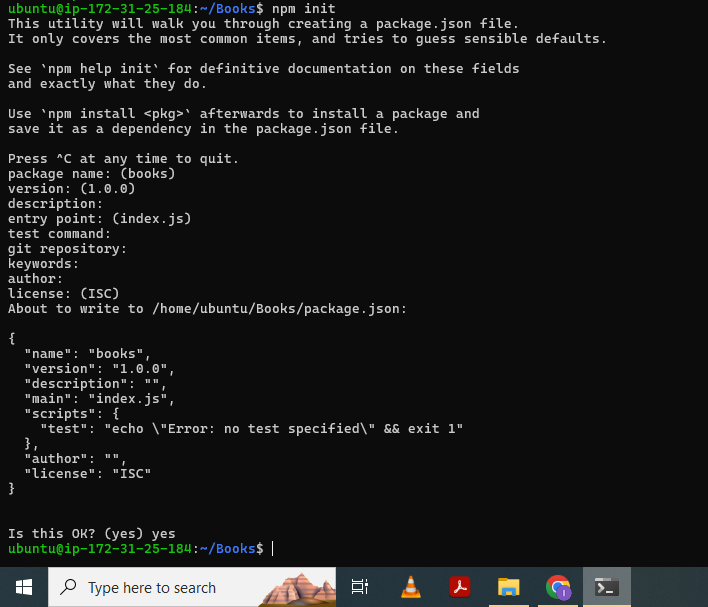 ubuntu@ip-172-31-25-184:~/Books$ npm init
This utility will walk you through creating a package.json file.
It only covers the most common items, and tries to guess sensible defaults.
See `npm help init` for definitive documentation on these fields
and exactly what they do.
Use `npm install <pkg>` afterwards to install a package and
save it as a dependency in the package.json file.
Press ^C at any time to quit.
package name: (books)
version: (1.0.0)
description:
entry point: (index.js)
test command:
git repository:
keywords:
author:
license: (ISC)
About to write to /home/ubuntu/Books/package.json:
{
  "name": "books",
  "version": "1.0.0",
  "description": "",
  "main": "index.js",
  "scripts": {
    "test": "echo \"Error: no test specified\" && exit 1"
  },
  "author": "",
  "license": "ISC"
}
Is this OK? (yes) yes
ubuntu@ip-172-31-25-184:~/Books$
Type here to search